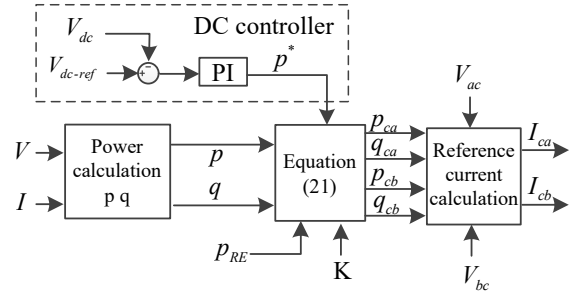 DC controller
V_dc
V_dc-ref
+
−
PI
p*
V_ac
V
I
Power
calculation
p q
p
q
Equation
(21)
p_ca
q_ca
p_cb
q_cb
Reference
current
calculation
I_ca
I_cb
p_RE
K
V_bc